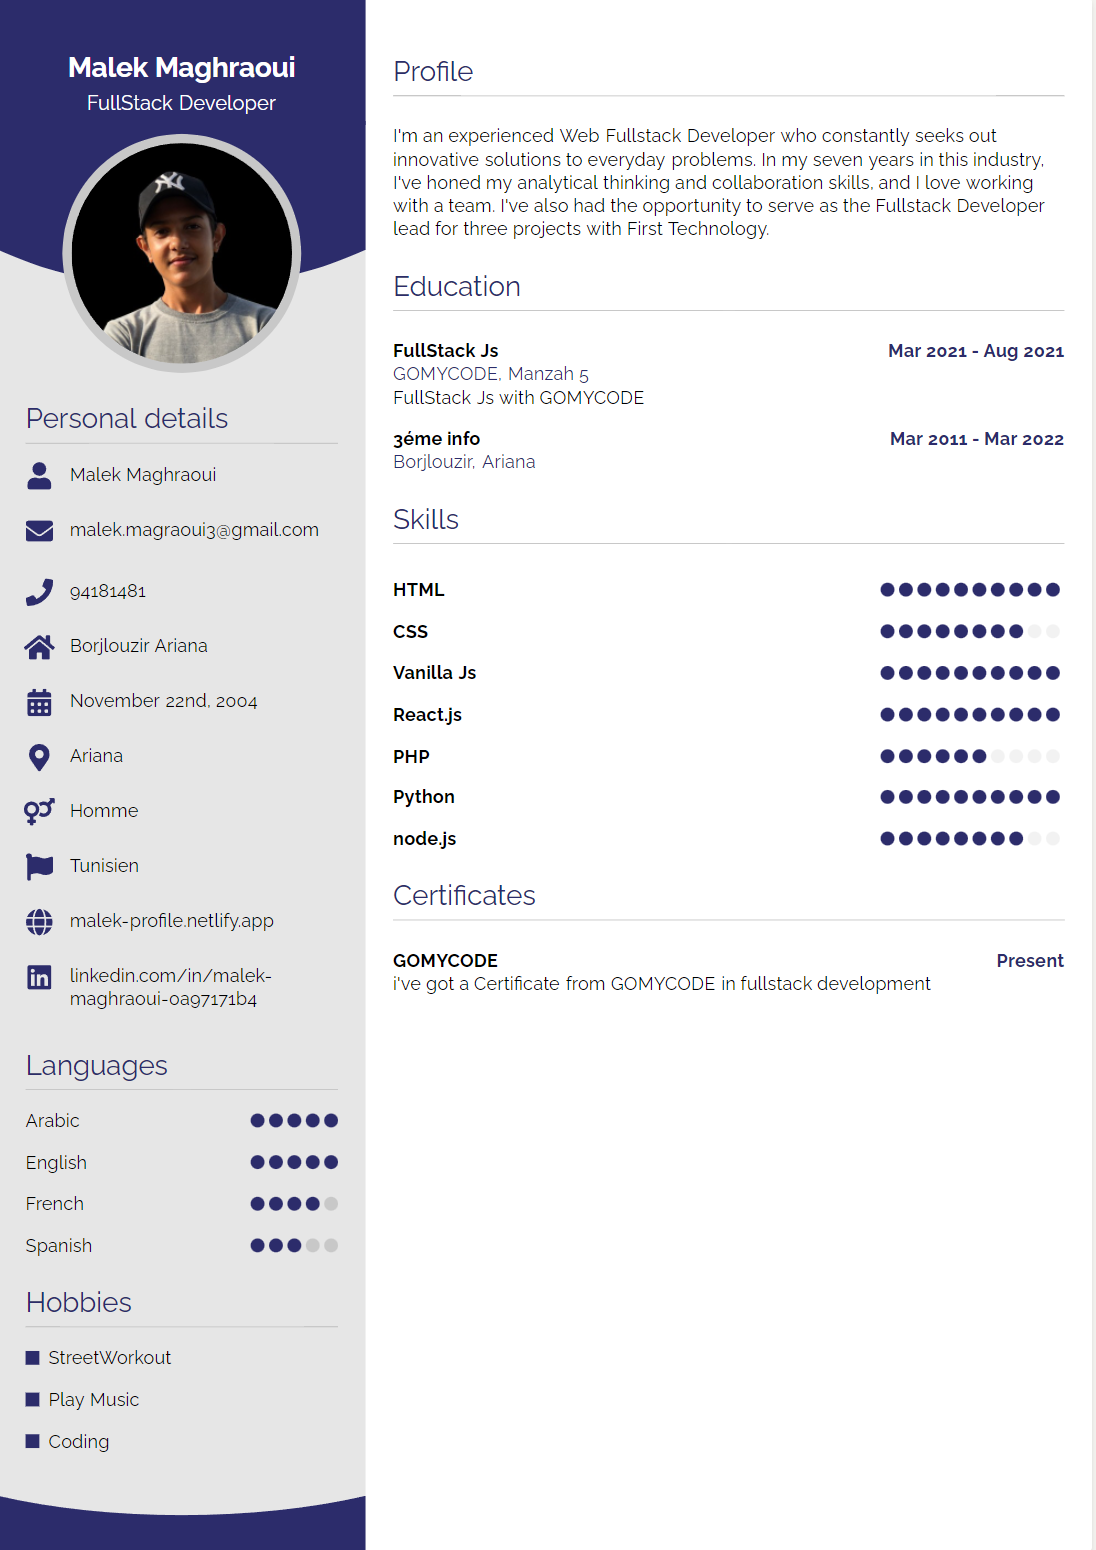 Malek Maghraoui
FullStack Developer
Personal details
Malek Maghraoui
malek.magraoui3@gmail.com
94181481
Borjlouzir Ariana
November 22nd, 2004
Ariana
Homme
Tunisien
malek-profile.netlify.app
linkedin.com/in/malek-
maghraoui-0a97171b4
Languages
Arabic
English
French
Spanish
Hobbies
StreetWorkout
Play Music
Coding
Profile
I'm an experienced Web Fullstack Developer who constantly seeks out
innovative solutions to everyday problems. In my seven years in this industry,
I've honed my analytical thinking and collaboration skills, and I love working
with a team. I've also had the opportunity to serve as the Fullstack Developer
lead for three projects with First Technology.
Education
FullStack Js Mar 2021 - Aug 2021
GOMYCODE, Manzah 5
FullStack Js with GOMYCODE
3éme info Mar 2011 - Mar 2022
Borjlouzir, Ariana
Skills
HTML
CSS
Vanilla Js
React.js
PHP
Python
node.js
Certificates
GOMYCODE Present
i've got a Certificate from GOMYCODE in fullstack development